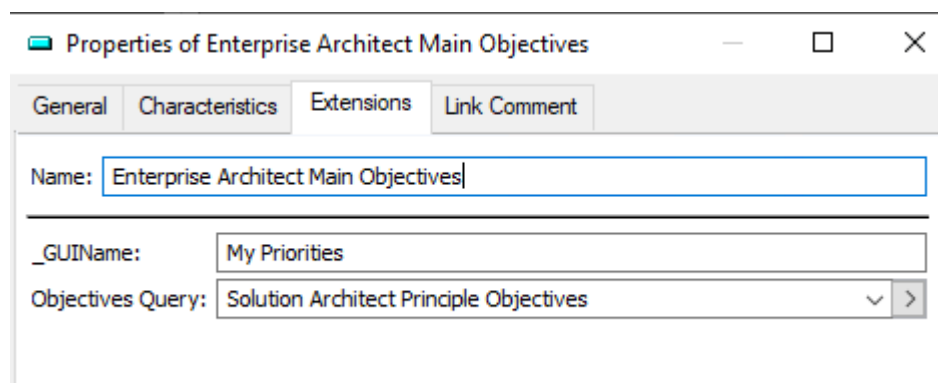 Properties of Enterprise Architect Main Objectives
General Characteristics Extensions Link Comment
Name: Enterprise Architect Main Objectives
_GUIName: My Priorities
Objectives Query: Solution Architect Principle Objectives